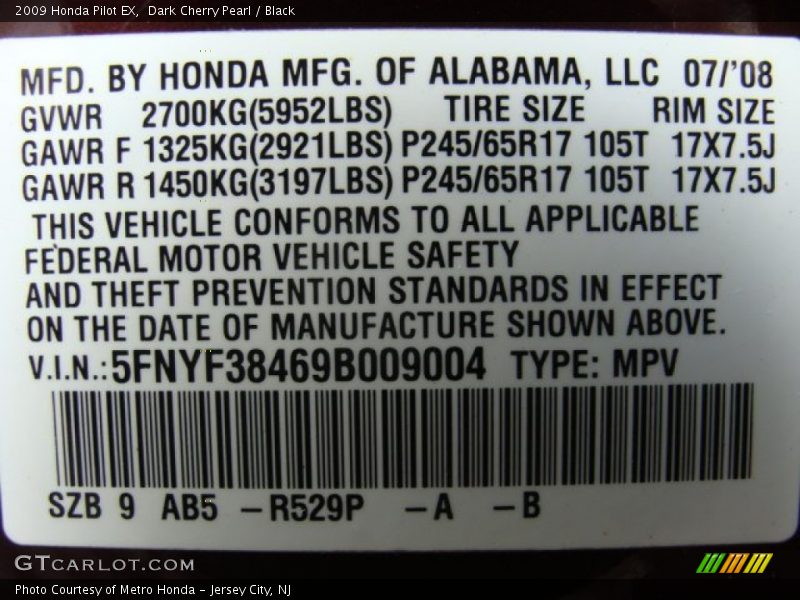 2009 Honda Pilot EX,  Dark Cherry Pearl / Black
MFD. BY HONDA MFG. OF ALABAMA, LLC 07/'08
GVWR 2700KG(5952LBS) TIRE SIZE RIM SIZE
GAWR F 1325KG(2921LBS) P245/65R17 105T 17X7.5J
GAWR R 1450KG(3197LBS) P245/65R17 105T 17X7.5J
THIS VEHICLE CONFORMS TO ALL APPLICABLE
FEDERAL MOTOR VEHICLE SAFETY
AND THEFT PREVENTION STANDARDS IN EFFECT
ON THE DATE OF MANUFACTURE SHOWN ABOVE.
V.I.N.: 5FNYF38469B009004 TYPE: MPV
SZB 9 AB5 -R529P -A -B
GTCARLOT.COM
Photo Courtesy of Metro Honda - Jersey City, NJ